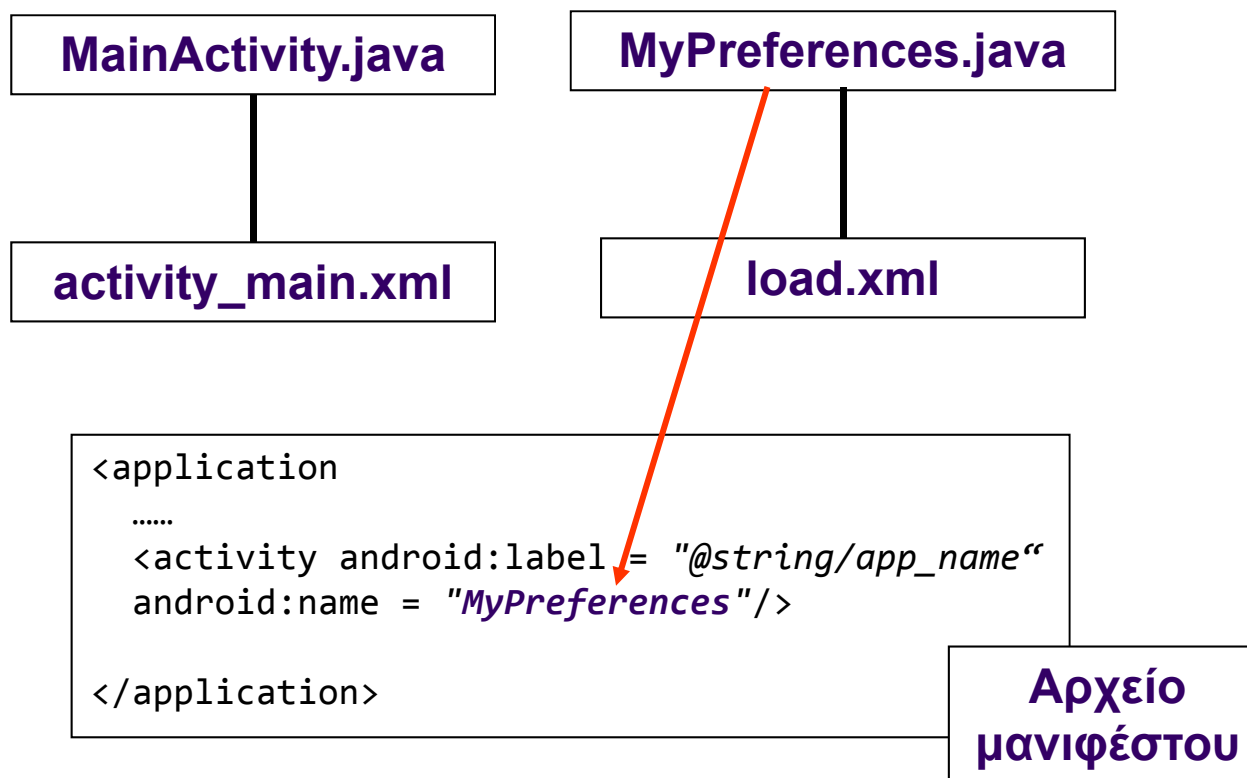 MainActivity.java
MyPreferences.java
activity_main.xml
load.xml
<application
……
<activity android:label = "@string/app_name“
android:name = "MyPreferences"/>
</application>
Αρχείο
μανιφέστου